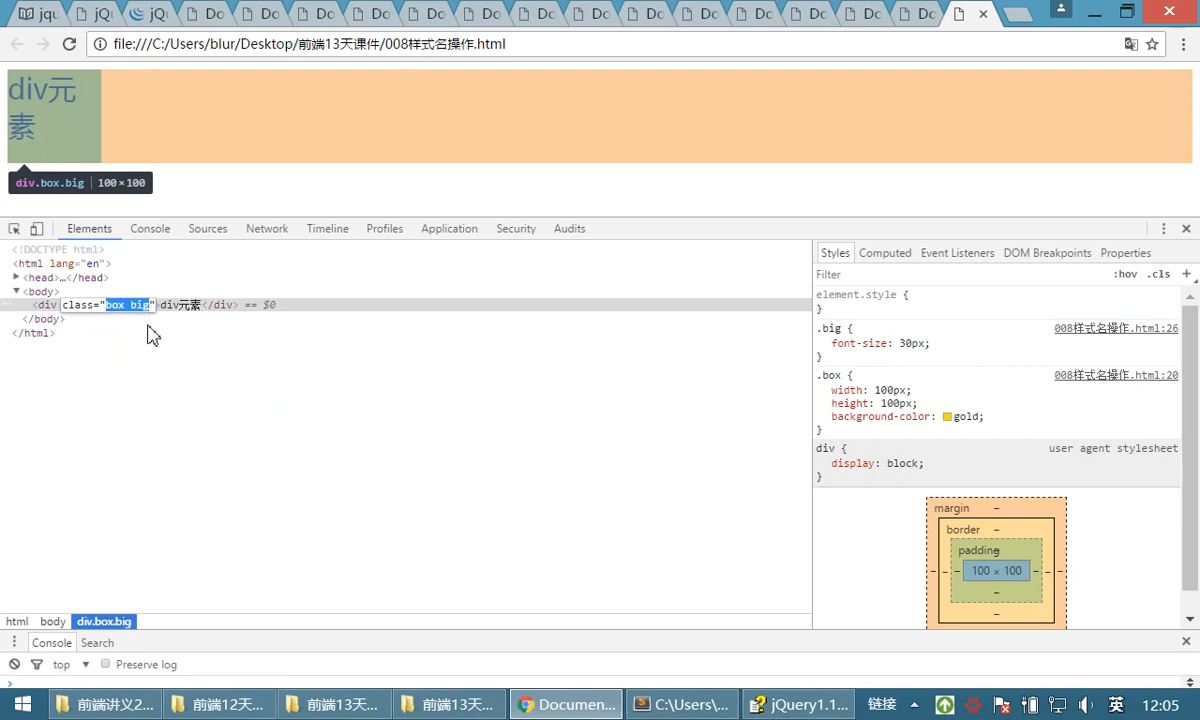 jqu
jQ
jQu
Do
Do
Do
Do
Do
Do
Do
Do
Do
Do
Do
Do
Do
Do
file:///C:/Users/blur/Desktop/前端13天课件/008样式名操作.html
div元
素
div.box.big | 100×100
Elements Console Sources Network Timeline Profiles Application Security Audits
<!DOCTYPE html>
<html lang="en">
<head>…</head>
<body>
<div class="box big">div元素</div> == $0
</body>
</html>
Styles Computed Event Listeners DOM Breakpoints Properties
Filter :hov .cls +
element.style {
}
.big { 008样式名操作.html:26
font-size: 30px;
}
.box { 008样式名操作.html:20
width: 100px;
height: 100px;
background-color: gold;
}
div { user agent stylesheet
display: block;
}
margin –
border –
padding –
– – – 100 × 100 – – –
–
–
html body div.box.big
Console Search
top Preserve log
>
前端讲义2... 前端12天... 前端13天... 前端13天... Documen... C:\Users\... jQuery1.1... 链接 英 12:05